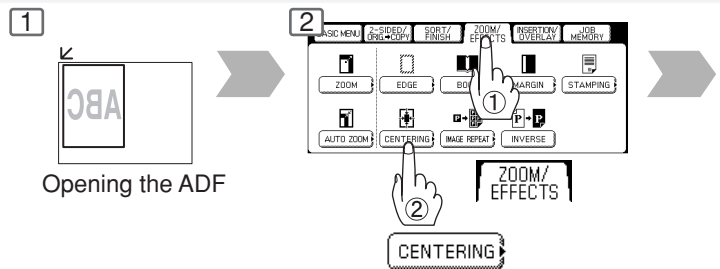 1
ABC
Opening the ADF
2
BASIC MENU 2-SIDED/ORIG.➔COPY SORT/FINISH ZOOM/EFFECTS INSERTION/OVERLAY JOB MEMORY
ZOOM EDGE MARGIN STAMPING
①
AUTO ZOOM CENTERING IMAGE REPEAT INVERSE
P P P
②
ZOOM/
EFFECTS
CENTERING